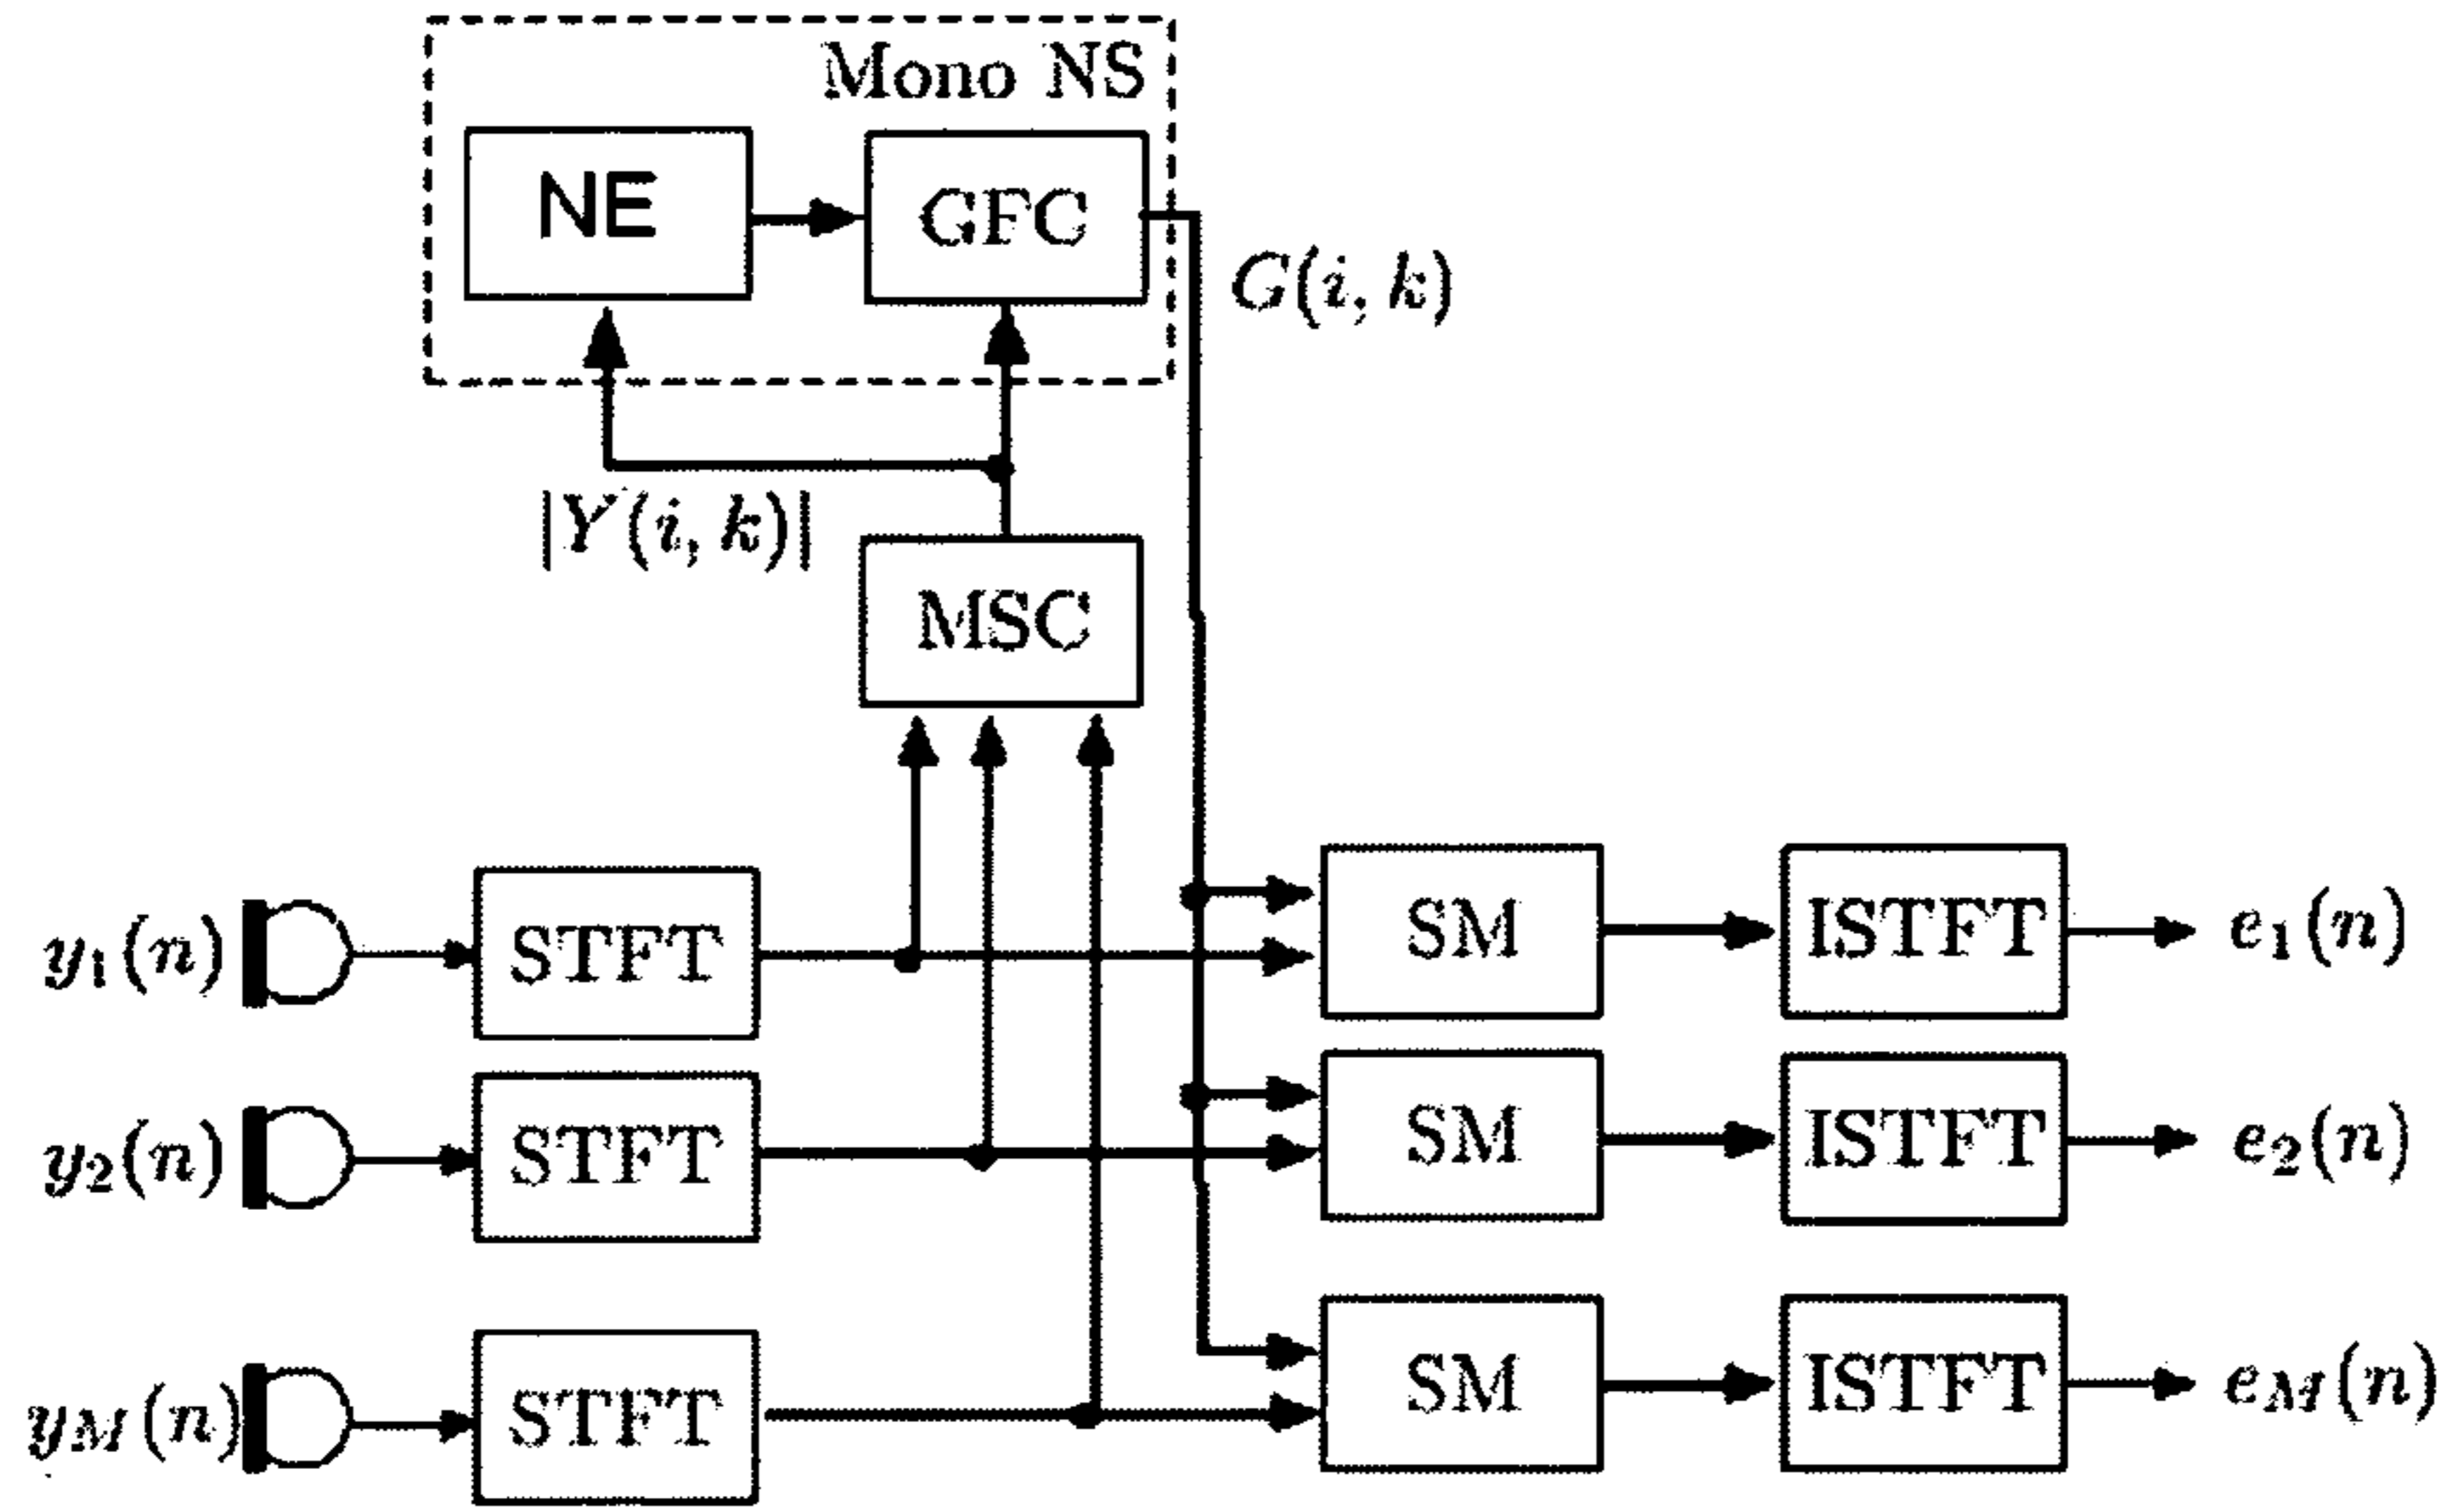 Mono NS
NE GFC
G(i, k)
|Y(i, k)|
MSC
y1(n) STFT SM ISTFT e1(n)
y2(n) STFT SM ISTFT e2(n)
yM(n) STFT SM ISTFT eM(n)